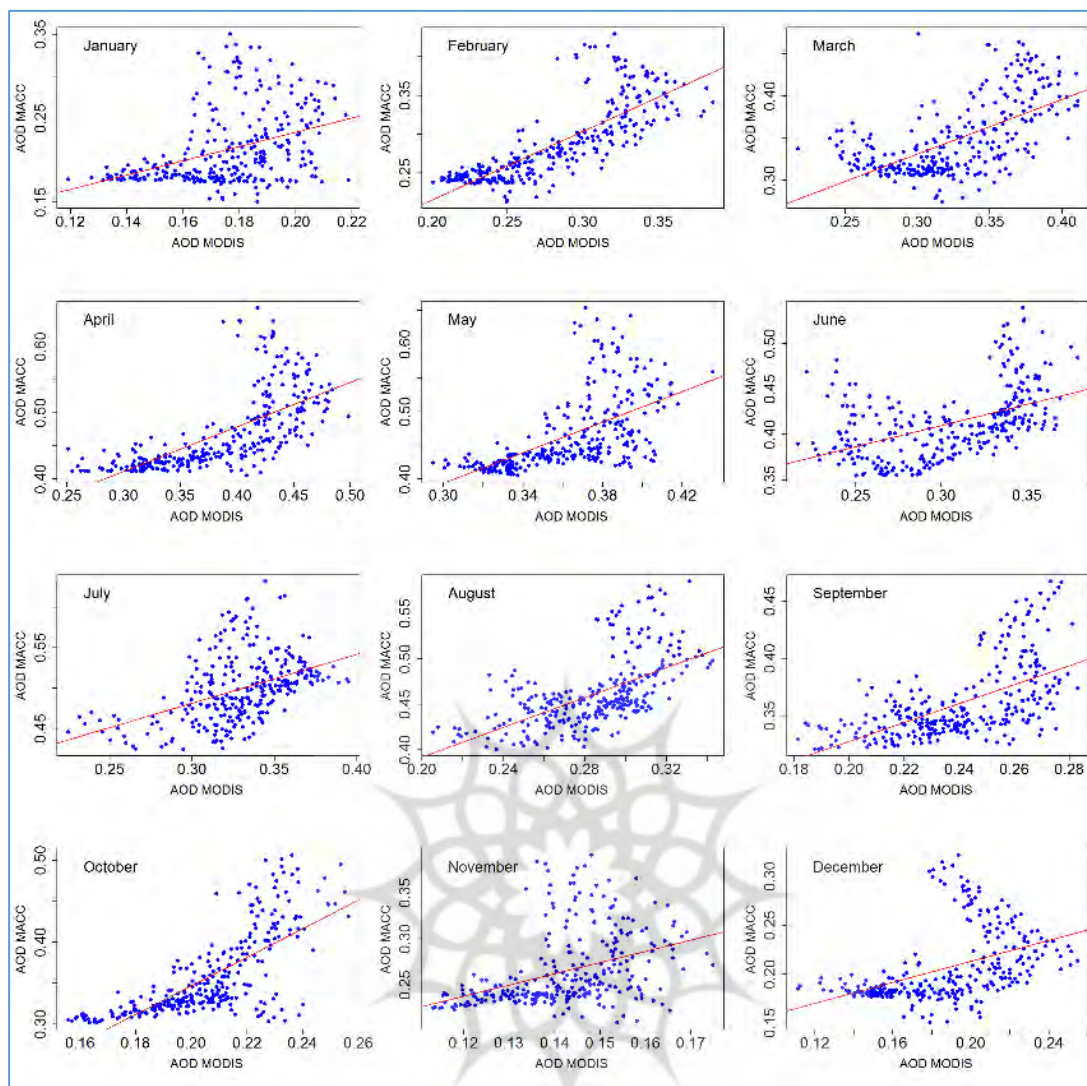 January
AOD MACC
0.35
0.25
0.15
0.12 0.14 0.16 0.18 0.20 0.22
AOD MODIS
February
AOD MACC
0.35
0.25
0.20 0.25 0.30 0.35
AOD MODIS
March
AOD MACC
0.40
0.30
0.25 0.30 0.35 0.40
AOD MODIS
April
AOD MACC
0.60
0.50
0.40
0.25 0.30 0.35 0.40 0.45 0.50
AOD MODIS
May
AOD MACC
0.60
0.50
0.40
0.30 0.34 0.38 0.42
AOD MODIS
June
AOD MACC
0.50
0.45
0.40
0.35
0.25 0.30 0.35
AOD MODIS
July
AOD MACC
0.55
0.45
0.25 0.30 0.35 0.40
AOD MODIS
August
AOD MACC
0.55
0.50
0.45
0.40
0.20 0.24 0.28 0.32
AOD MODIS
September
AOD MACC
0.45
0.40
0.35
0.18 0.20 0.22 0.24 0.26 0.28
AOD MODIS
October
AOD MACC
0.50
0.40
0.30
0.16 0.18 0.20 0.22 0.24 0.26
AOD MODIS
November
AOD MACC
0.35
0.30
0.25
0.12 0.13 0.14 0.15 0.16 0.17
AOD MODIS
December
AOD MACC
0.30
0.25
0.20
0.15
0.12 0.16 0.20 0.24
AOD MODIS